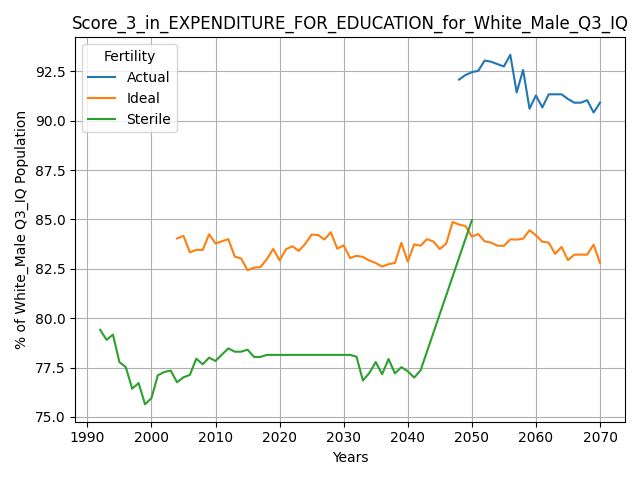 Score_3_in_EXPENDITURE_FOR_EDUCATION_for_White_Male_Q3_IQ
Fertility
Actual
Ideal
Sterile
% of White_Male Q3_IQ Population
92.5
90.0
87.5
85.0
82.5
80.0
77.5
75.0
1990 2000 2010 2020 2030 2040 2050 2060 2070
Years